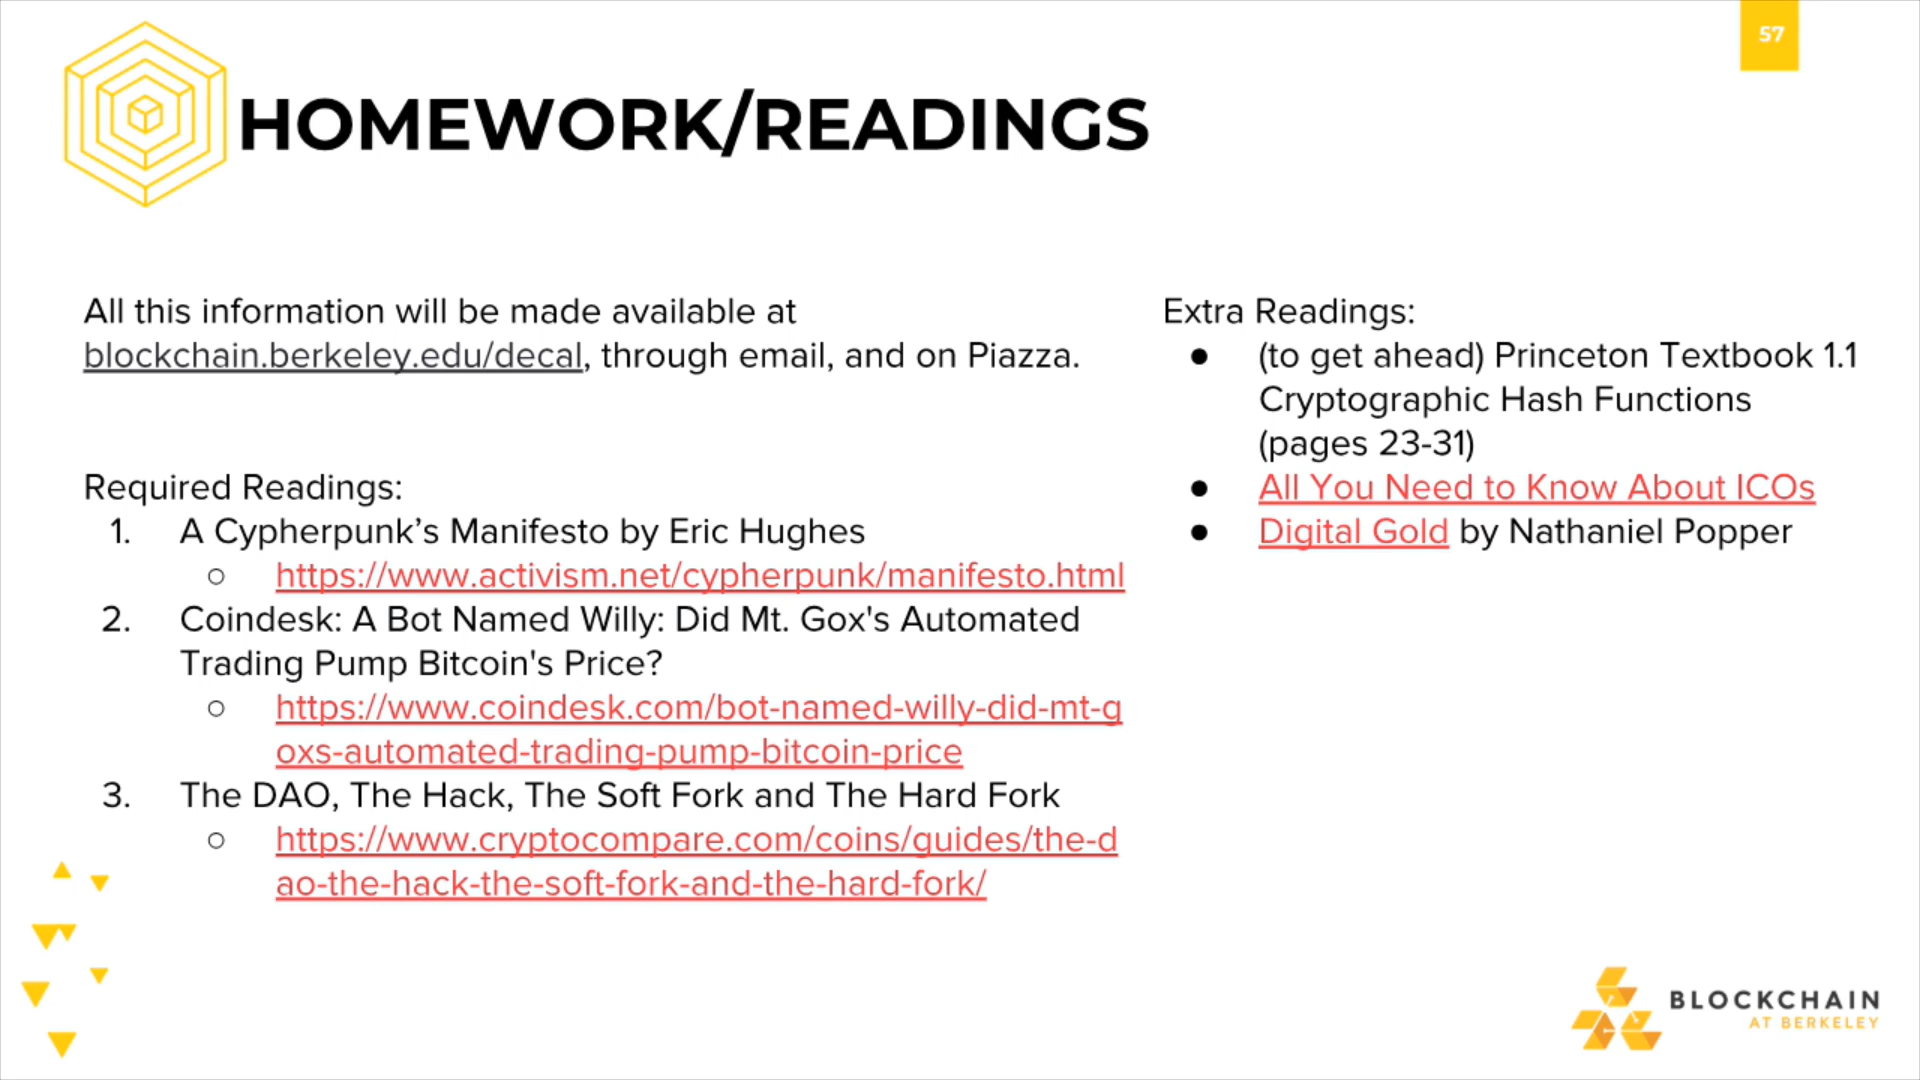 57
HOMEWORK/READINGS
All this information will be made available at
blockchain.berkeley.edu/decal, through email, and on Piazza.
Required Readings:
1. A Cypherpunk’s Manifesto by Eric Hughes
○ https://www.activism.net/cypherpunk/manifesto.html
2. Coindesk: A Bot Named Willy: Did Mt. Gox's Automated
Trading Pump Bitcoin's Price?
○ https://www.coindesk.com/bot-named-willy-did-mt-g
oxs-automated-trading-pump-bitcoin-price
3. The DAO, The Hack, The Soft Fork and The Hard Fork
○ https://www.cryptocompare.com/coins/guides/the-d
ao-the-hack-the-soft-fork-and-the-hard-fork/
Extra Readings:
● (to get ahead) Princeton Textbook 1.1
Cryptographic Hash Functions
(pages 23-31)
● All You Need to Know About ICOs
● Digital Gold by Nathaniel Popper
BLOCKCHAIN
AT BERKELEY